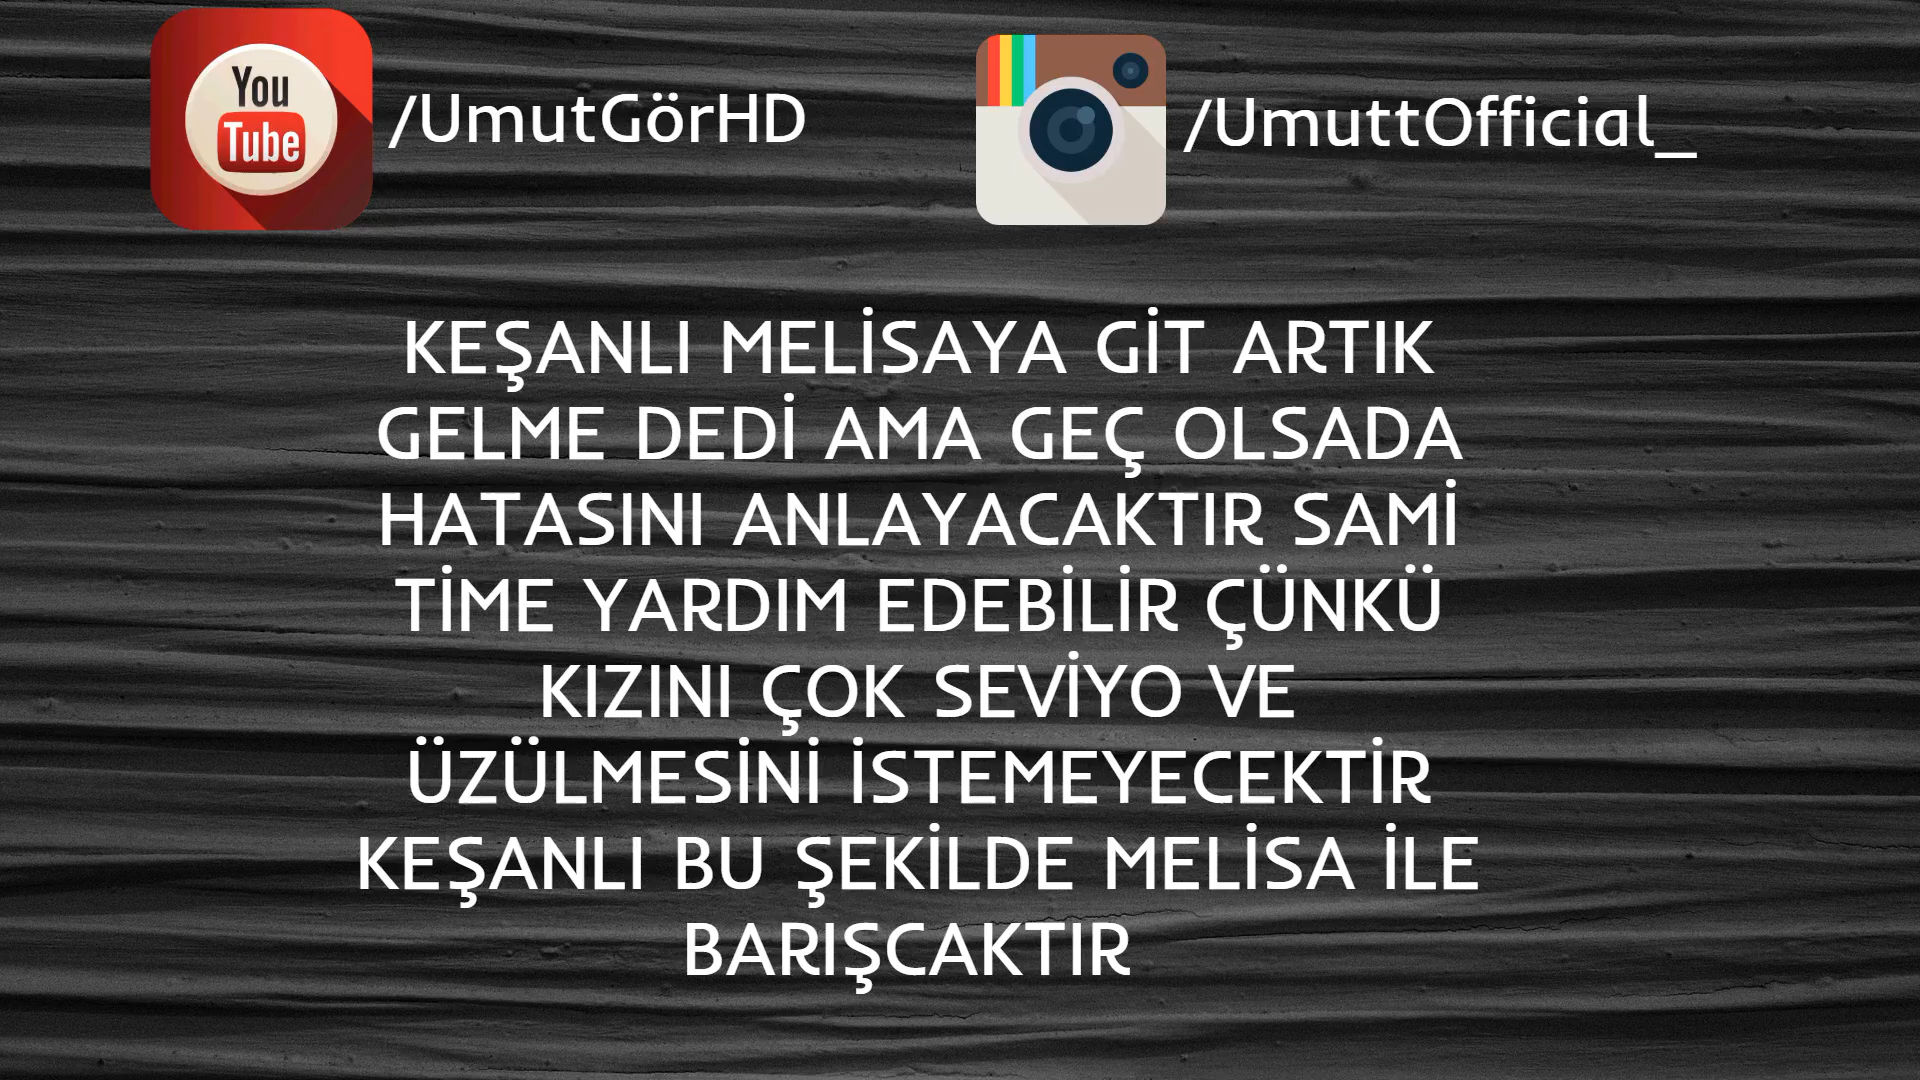 You
Tube
/UmutGörHD
/UmuttOfficial_
KEŞANLI MELİSAYA GİT ARTIK
GELME DEDİ AMA GEÇ OLSADA
HATASINI ANLAYACAKTIR SAMİ
TİME YARDIM EDEBİLİR ÇÜNKÜ
KIZINI ÇOK SEVİYO VE
ÜZÜLMESİNİ İSTEMEYECEKTİR
KEŞANLI BU ŞEKİLDE MELİSA İLE
BARIŞCAKTIR